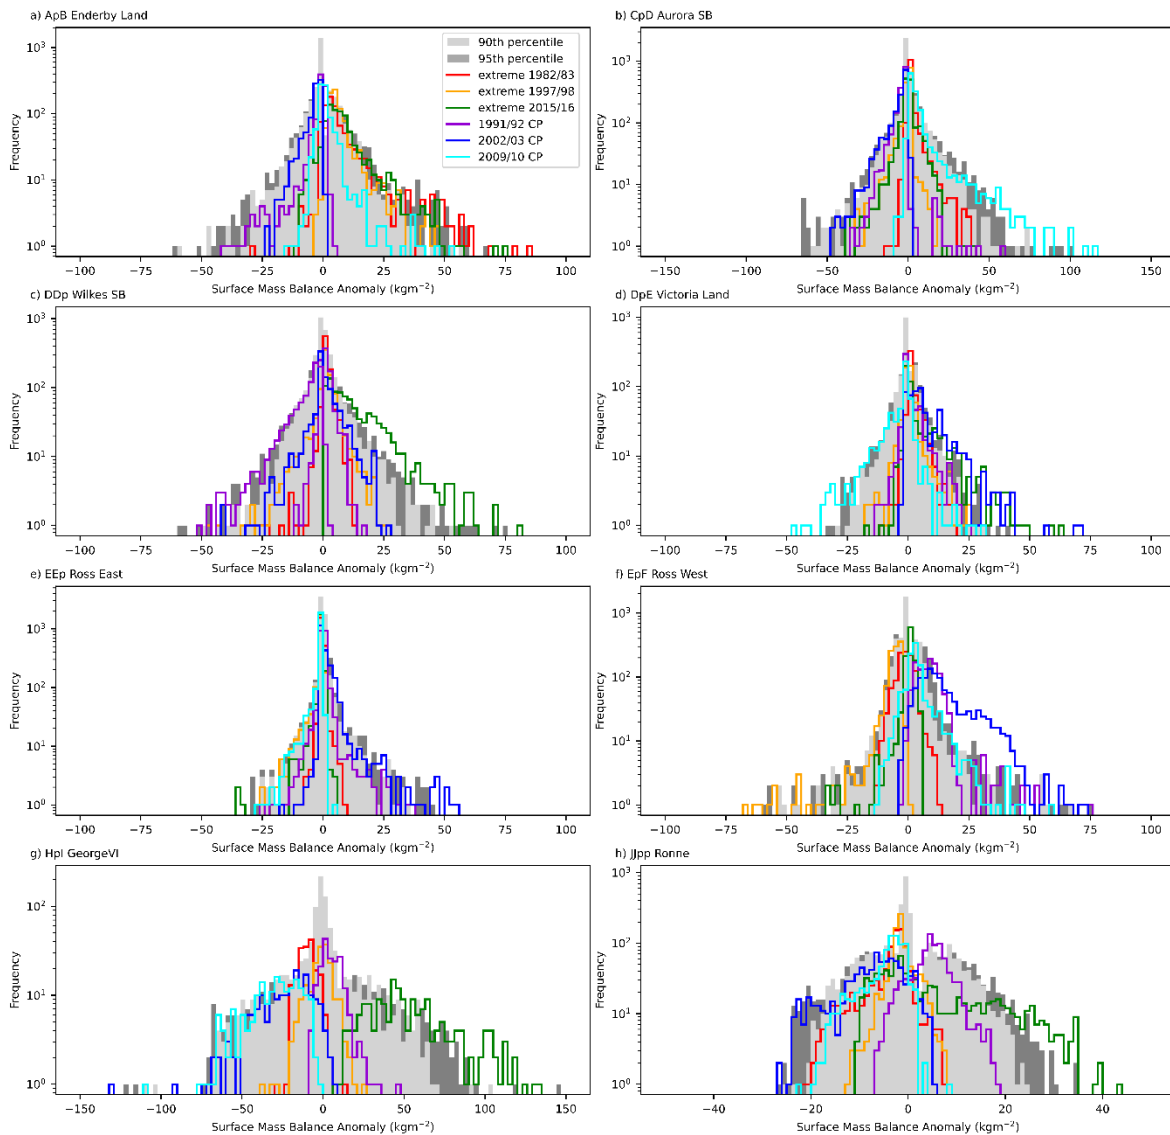 a) ApB Enderby Land
10³
10²
10¹
10⁰
Frequency
−100 −75 −50 −25 0 25 50 75 100
Surface Mass Balance Anomaly (kgm⁻²)
90th percentile
95th percentile
extreme 1982/83
extreme 1997/98
extreme 2015/16
1991/92 CP
2002/03 CP
2009/10 CP
b) CpD Aurora SB
10³
10²
10¹
10⁰
Frequency
−150 −100 −50 0 50 100 150
Surface Mass Balance Anomaly (kgm⁻²)
c) DDp Wilkes SB
10³
10²
10¹
10⁰
Frequency
−100 −75 −50 −25 0 25 50 75 100
Surface Mass Balance Anomaly (kgm⁻²)
d) DpE Victoria Land
10³
10²
10¹
10⁰
Frequency
−100 −75 −50 −25 0 25 50 75 100
Surface Mass Balance Anomaly (kgm⁻²)
e) EEp Ross East
10³
10²
10¹
10⁰
Frequency
−100 −75 −50 −25 0 25 50 75 100
Surface Mass Balance Anomaly (kgm⁻²)
f) EpF Ross West
10³
10²
10¹
10⁰
Frequency
−100 −75 −50 −25 0 25 50 75 100
Surface Mass Balance Anomaly (kgm⁻²)
g) HpI GeorgeVI
10²
10¹
10⁰
Frequency
−150 −100 −50 0 50 100 150
Surface Mass Balance Anomaly (kgm⁻²)
h) JJpp Ronne
10³
10²
10¹
10⁰
Frequency
−40 −20 0 20 40
Surface Mass Balance Anomaly (kgm⁻²)